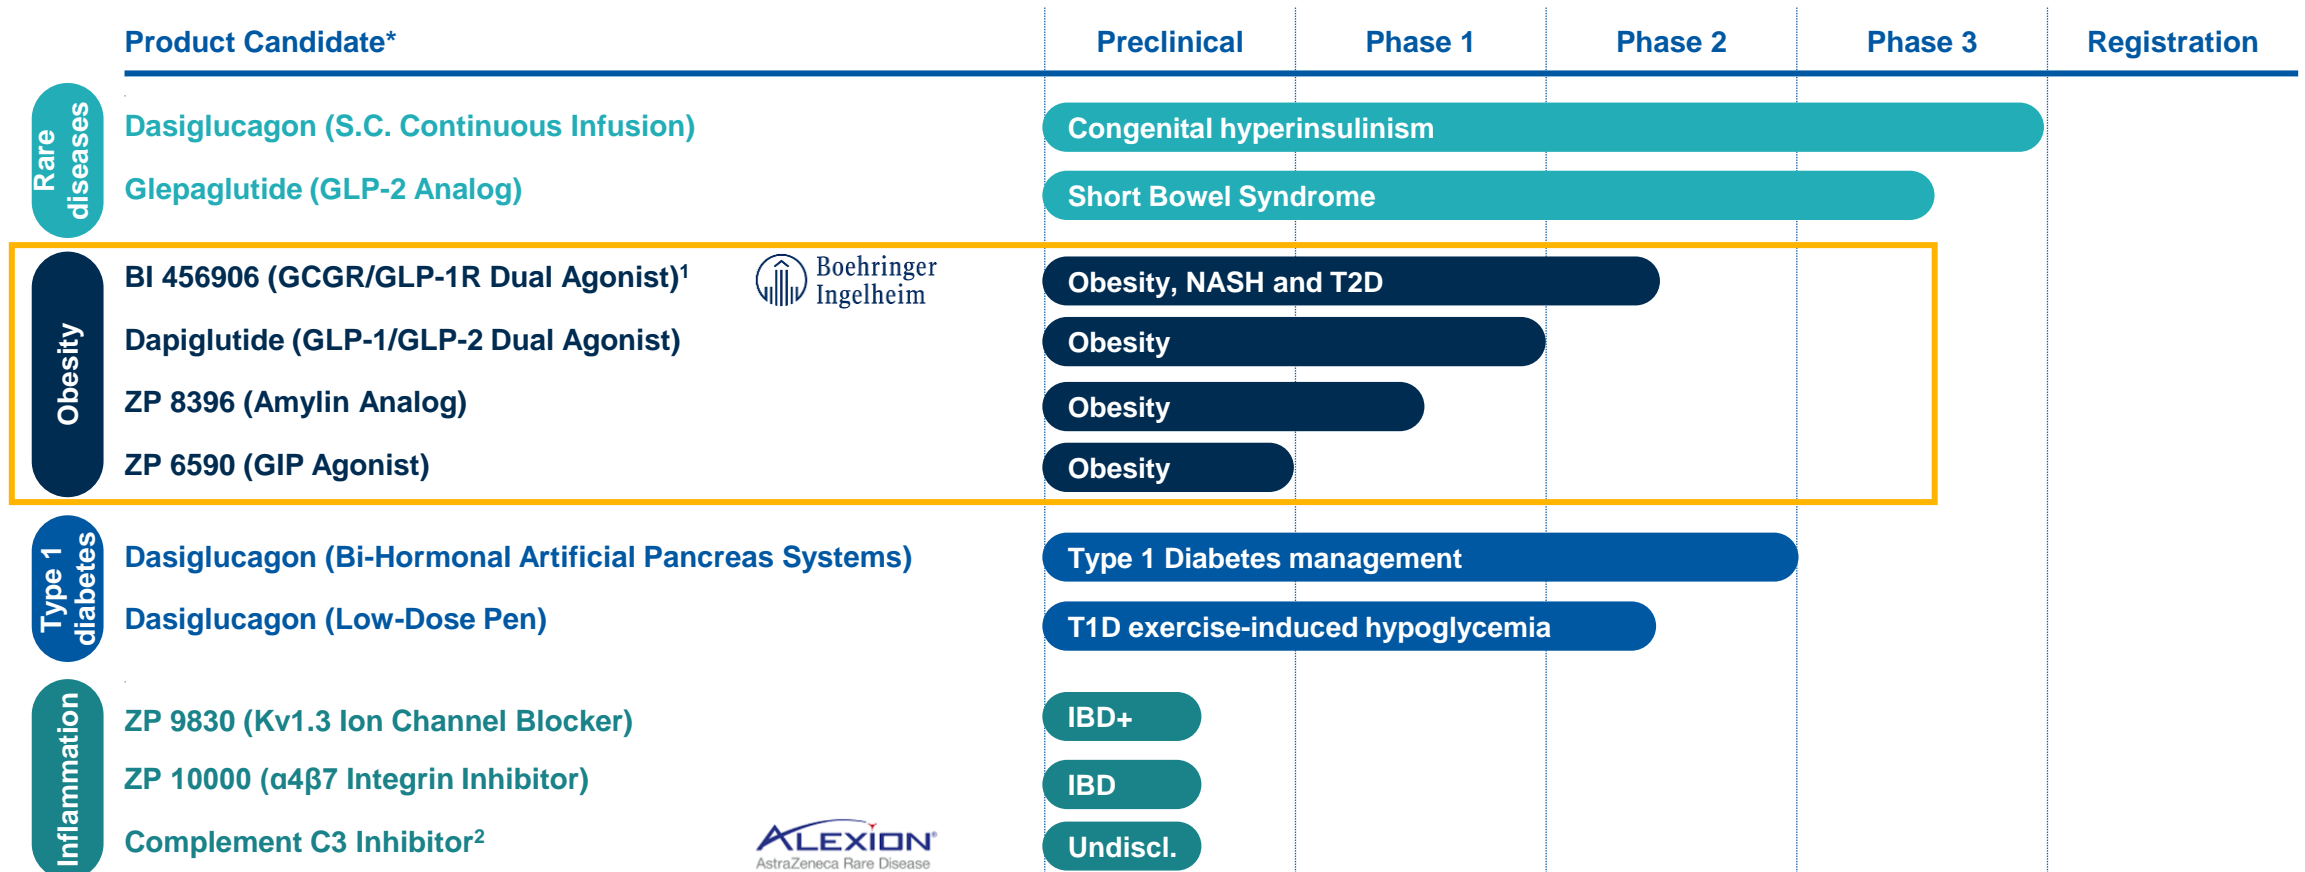 Product Candidate* Preclinical Phase 1 Phase 2 Phase 3 Registration
Rare
diseases
Dasiglucagon (S.C. Continuous Infusion) Congenital hyperinsulinism
Glepaglutide (GLP-2 Analog) Short Bowel Syndrome
Obesity
BI 456906 (GCGR/GLP-1R Dual Agonist)¹ Boehringer
Ingelheim
Obesity, NASH and T2D
Dapiglutide (GLP-1/GLP-2 Dual Agonist) Obesity
ZP 8396 (Amylin Analog) Obesity
ZP 6590 (GIP Agonist) Obesity
Type 1
diabetes
Dasiglucagon (Bi-Hormonal Artificial Pancreas Systems) Type 1 Diabetes management
Dasiglucagon (Low-Dose Pen) T1D exercise-induced hypoglycemia
Inflammation
ZP 9830 (Kv1.3 Ion Channel Blocker) IBD+
ZP 10000 (α4β7 Integrin Inhibitor) IBD
Complement C3 Inhibitor² ALEXION®
AstraZeneca Rare Disease
Undiscl.